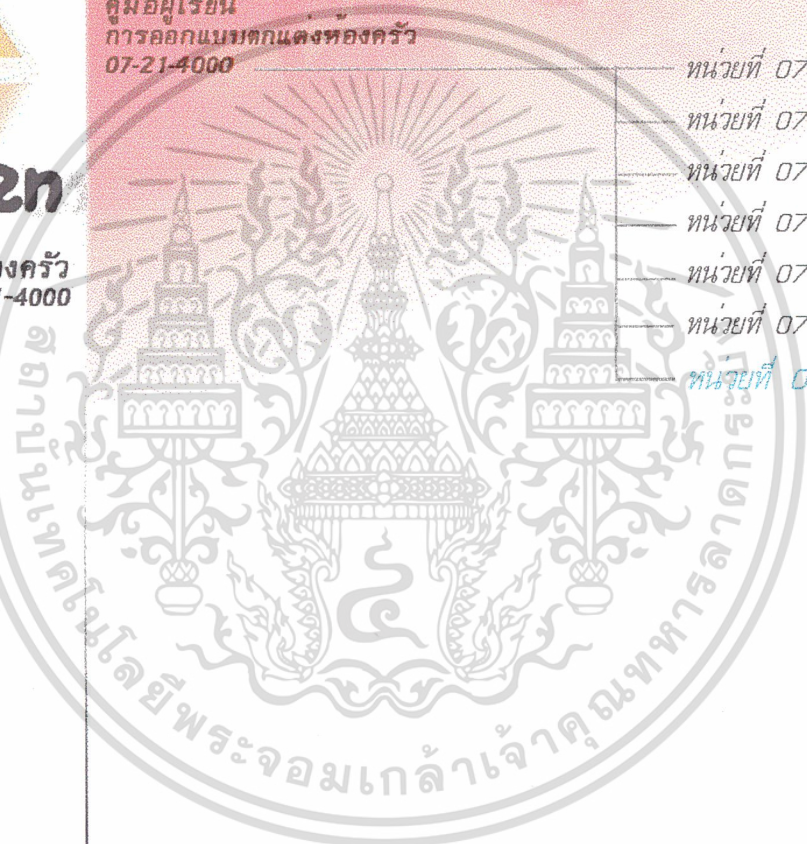 คู่มือผู้เรียน
การออกแบบตกแต่งห้องครัว
07-21-4000
หน่วยที่ 07
หน่วยที่ 07
หน่วยที่ 07
หน่วยที่ 07
หน่วยที่ 07
หน่วยที่ 07
หน่วยที่ 0
งครัว
-4000
สถาบันเทคโนโลยีพระจอมเกล้าเจ้าคุณทหารลาดกระบัง